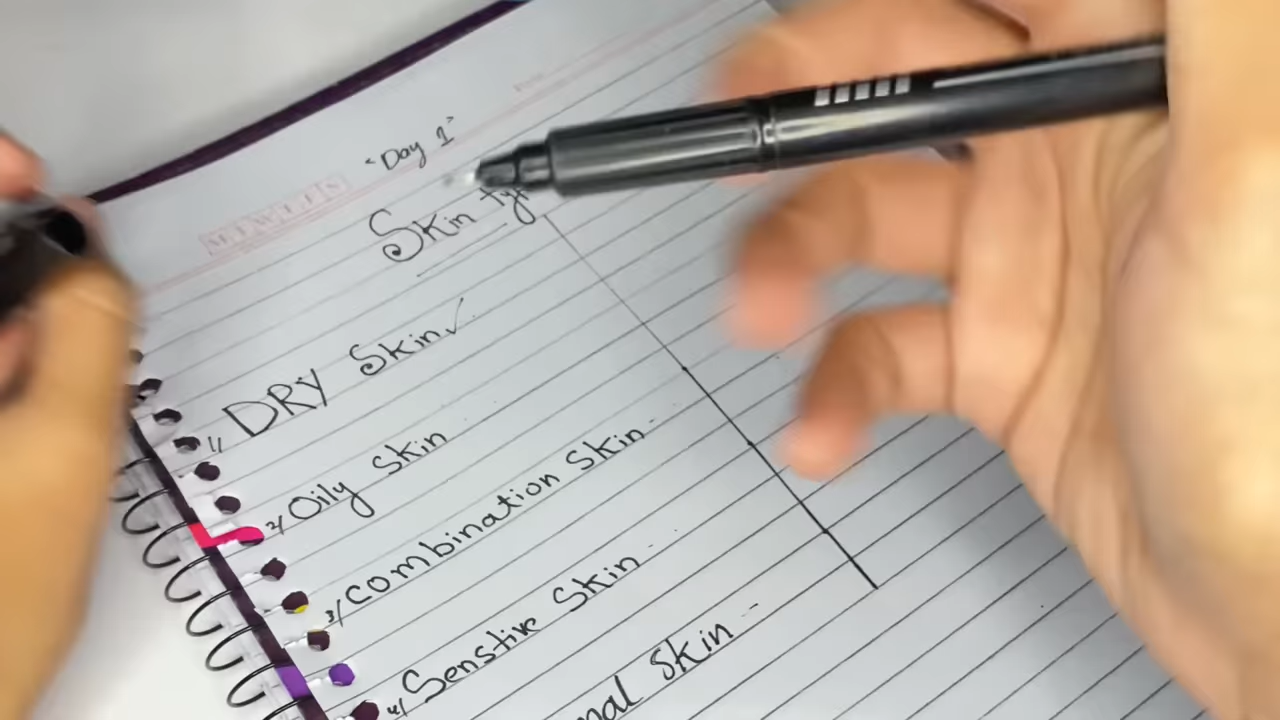 "Day 1"
Skin
1/ DRY Skin ✓
2/ Oily Skin
3/ Combination Skin -
4/ Senstive Skin -
Skin --